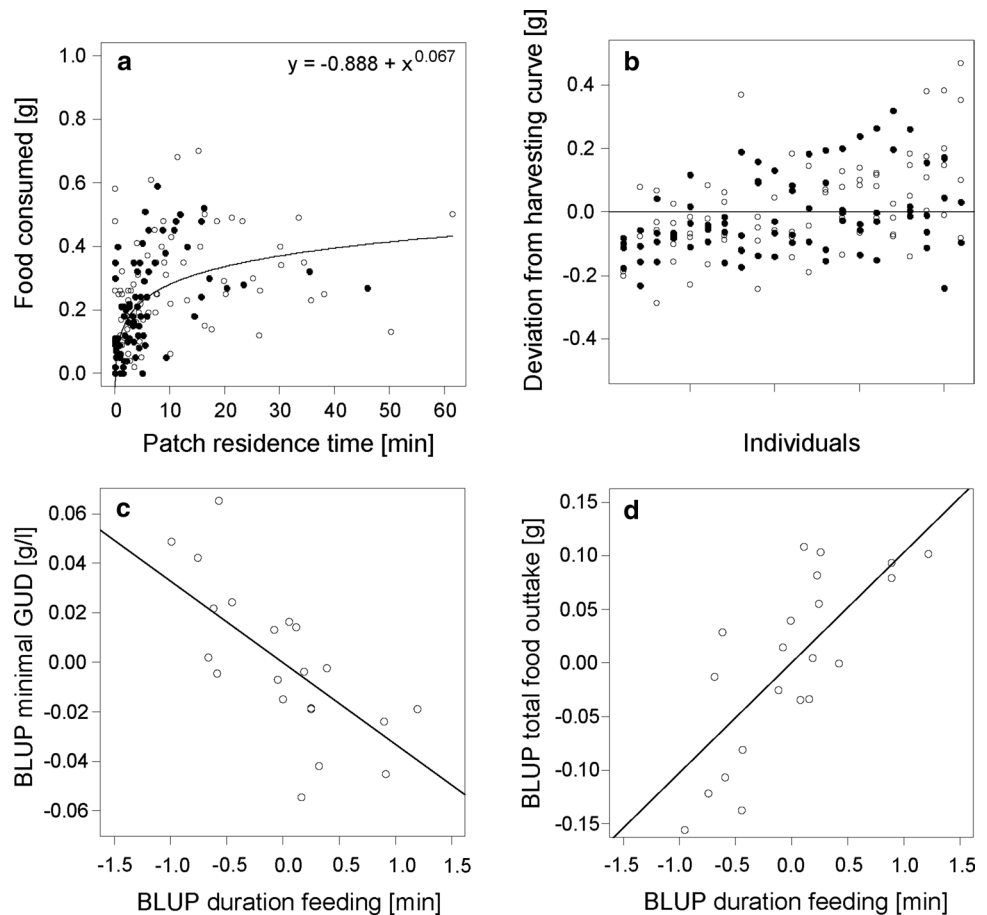 a
y = -0.888 + x^0.067
Food consumed [g]
1.0
0.8
0.6
0.4
0.2
0.0
0 10 20 30 40 50 60
Patch residence time [min]
b
Deviation from harvesting curve [g]
0.4
0.2
0.0
-0.2
-0.4
Individuals
c
BLUP minimal GUD [g/l]
0.06
0.04
0.02
0.00
-0.02
-0.04
-0.06
-1.5 -1.0 -0.5 0.0 0.5 1.0 1.5
BLUP duration feeding [min]
d
BLUP total food outtake [g]
0.15
0.10
0.05
0.00
-0.05
-0.10
-0.15
-1.5 -1.0 -0.5 0.0 0.5 1.0 1.5
BLUP duration feeding [min]